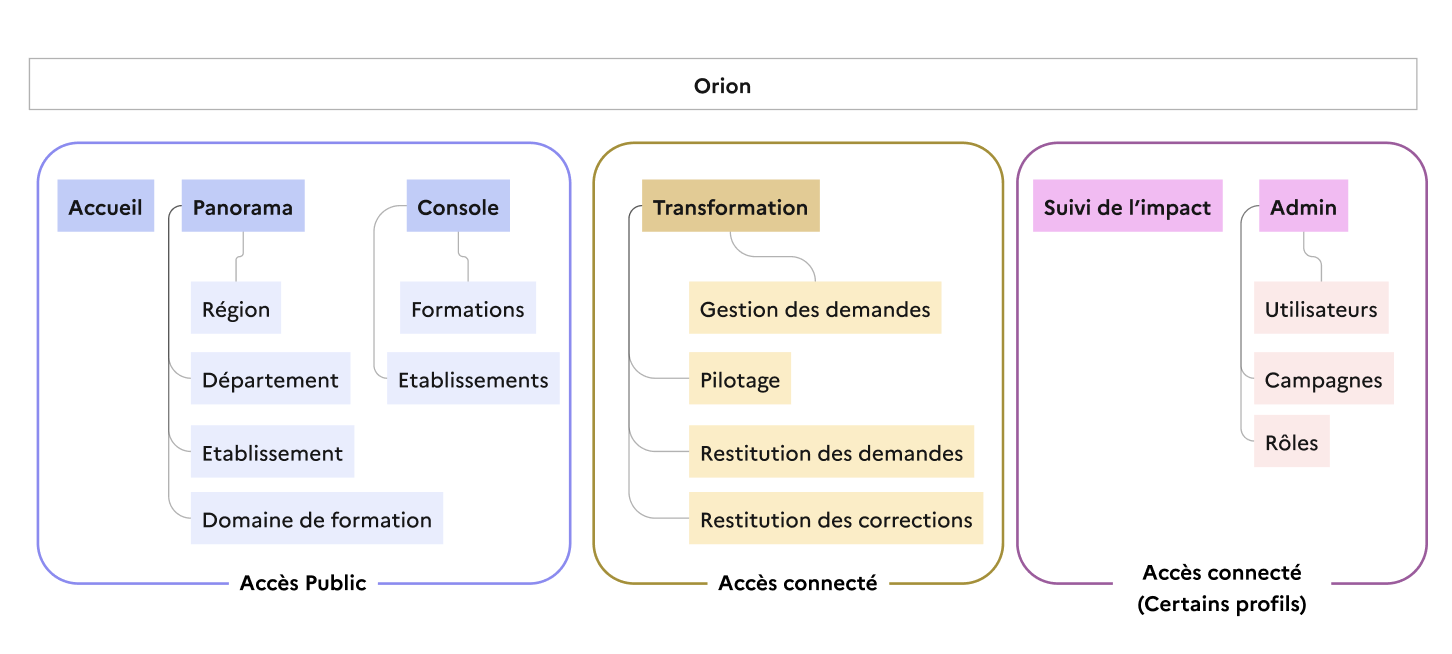 Orion
Accueil
Panorama
Région
Département
Etablissement
Domaine de formation
Console
Formations
Etablissements
Accès Public
Transformation
Gestion des demandes
Pilotage
Restitution des demandes
Restitution des corrections
Accès connecté
Suivi de l’impact
Admin
Utilisateurs
Campagnes
Rôles
Accès connecté
(Certains profils)